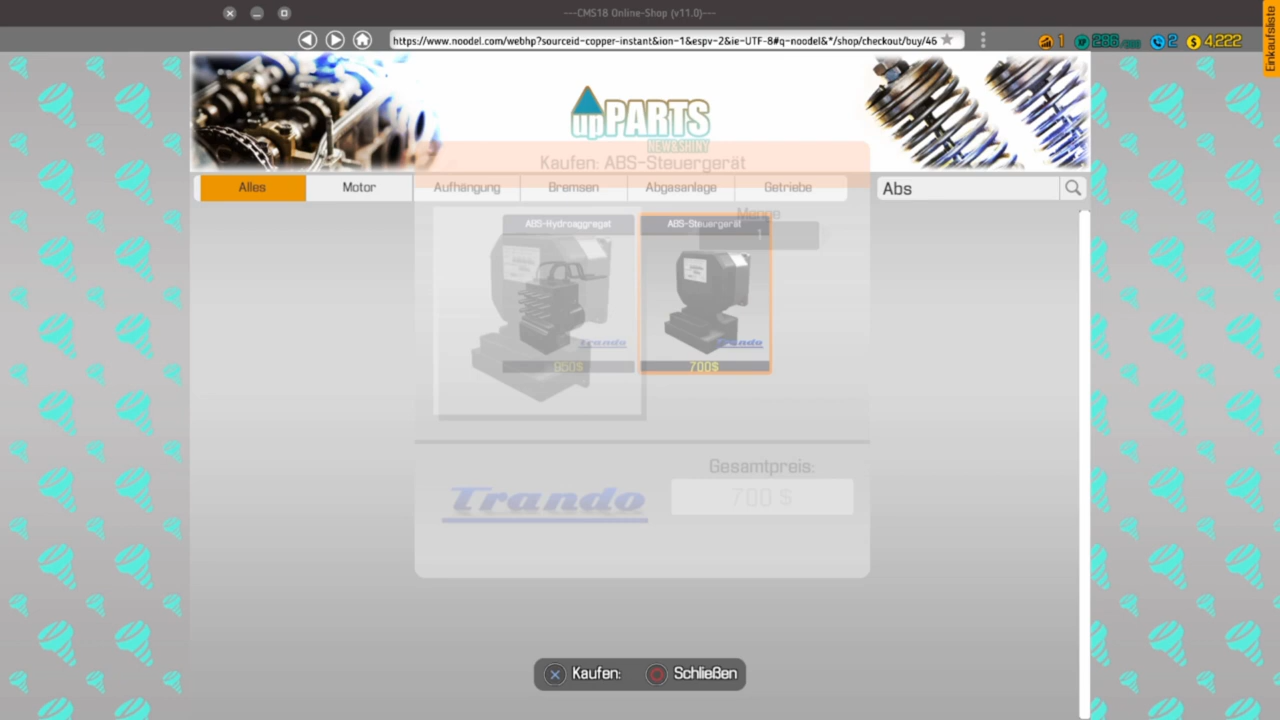 ---CMS18 Online-Shop (v11.0)---
https://www.noodel.com/webhp?sourceid-copper-instant&ion-1&espv-2&ie-UTF-8#q-noodel&*/shop/checkout/buy/46
1
XP 286
2
$ 4,222
Einkaufsliste
upPARTS
NEW&SHINY
Kaufen: ABS-Steuergerät
Alles
Motor
Aufhängung
Bremsen
Abgasanlage
Getriebe
Abs
Menge
1
ABS-Hydroaggregat
ABS-Steuergerät
Trando
Trando
950$
700$
Gesamtpreis:
Trando
700 $
Kaufen:
Schließen